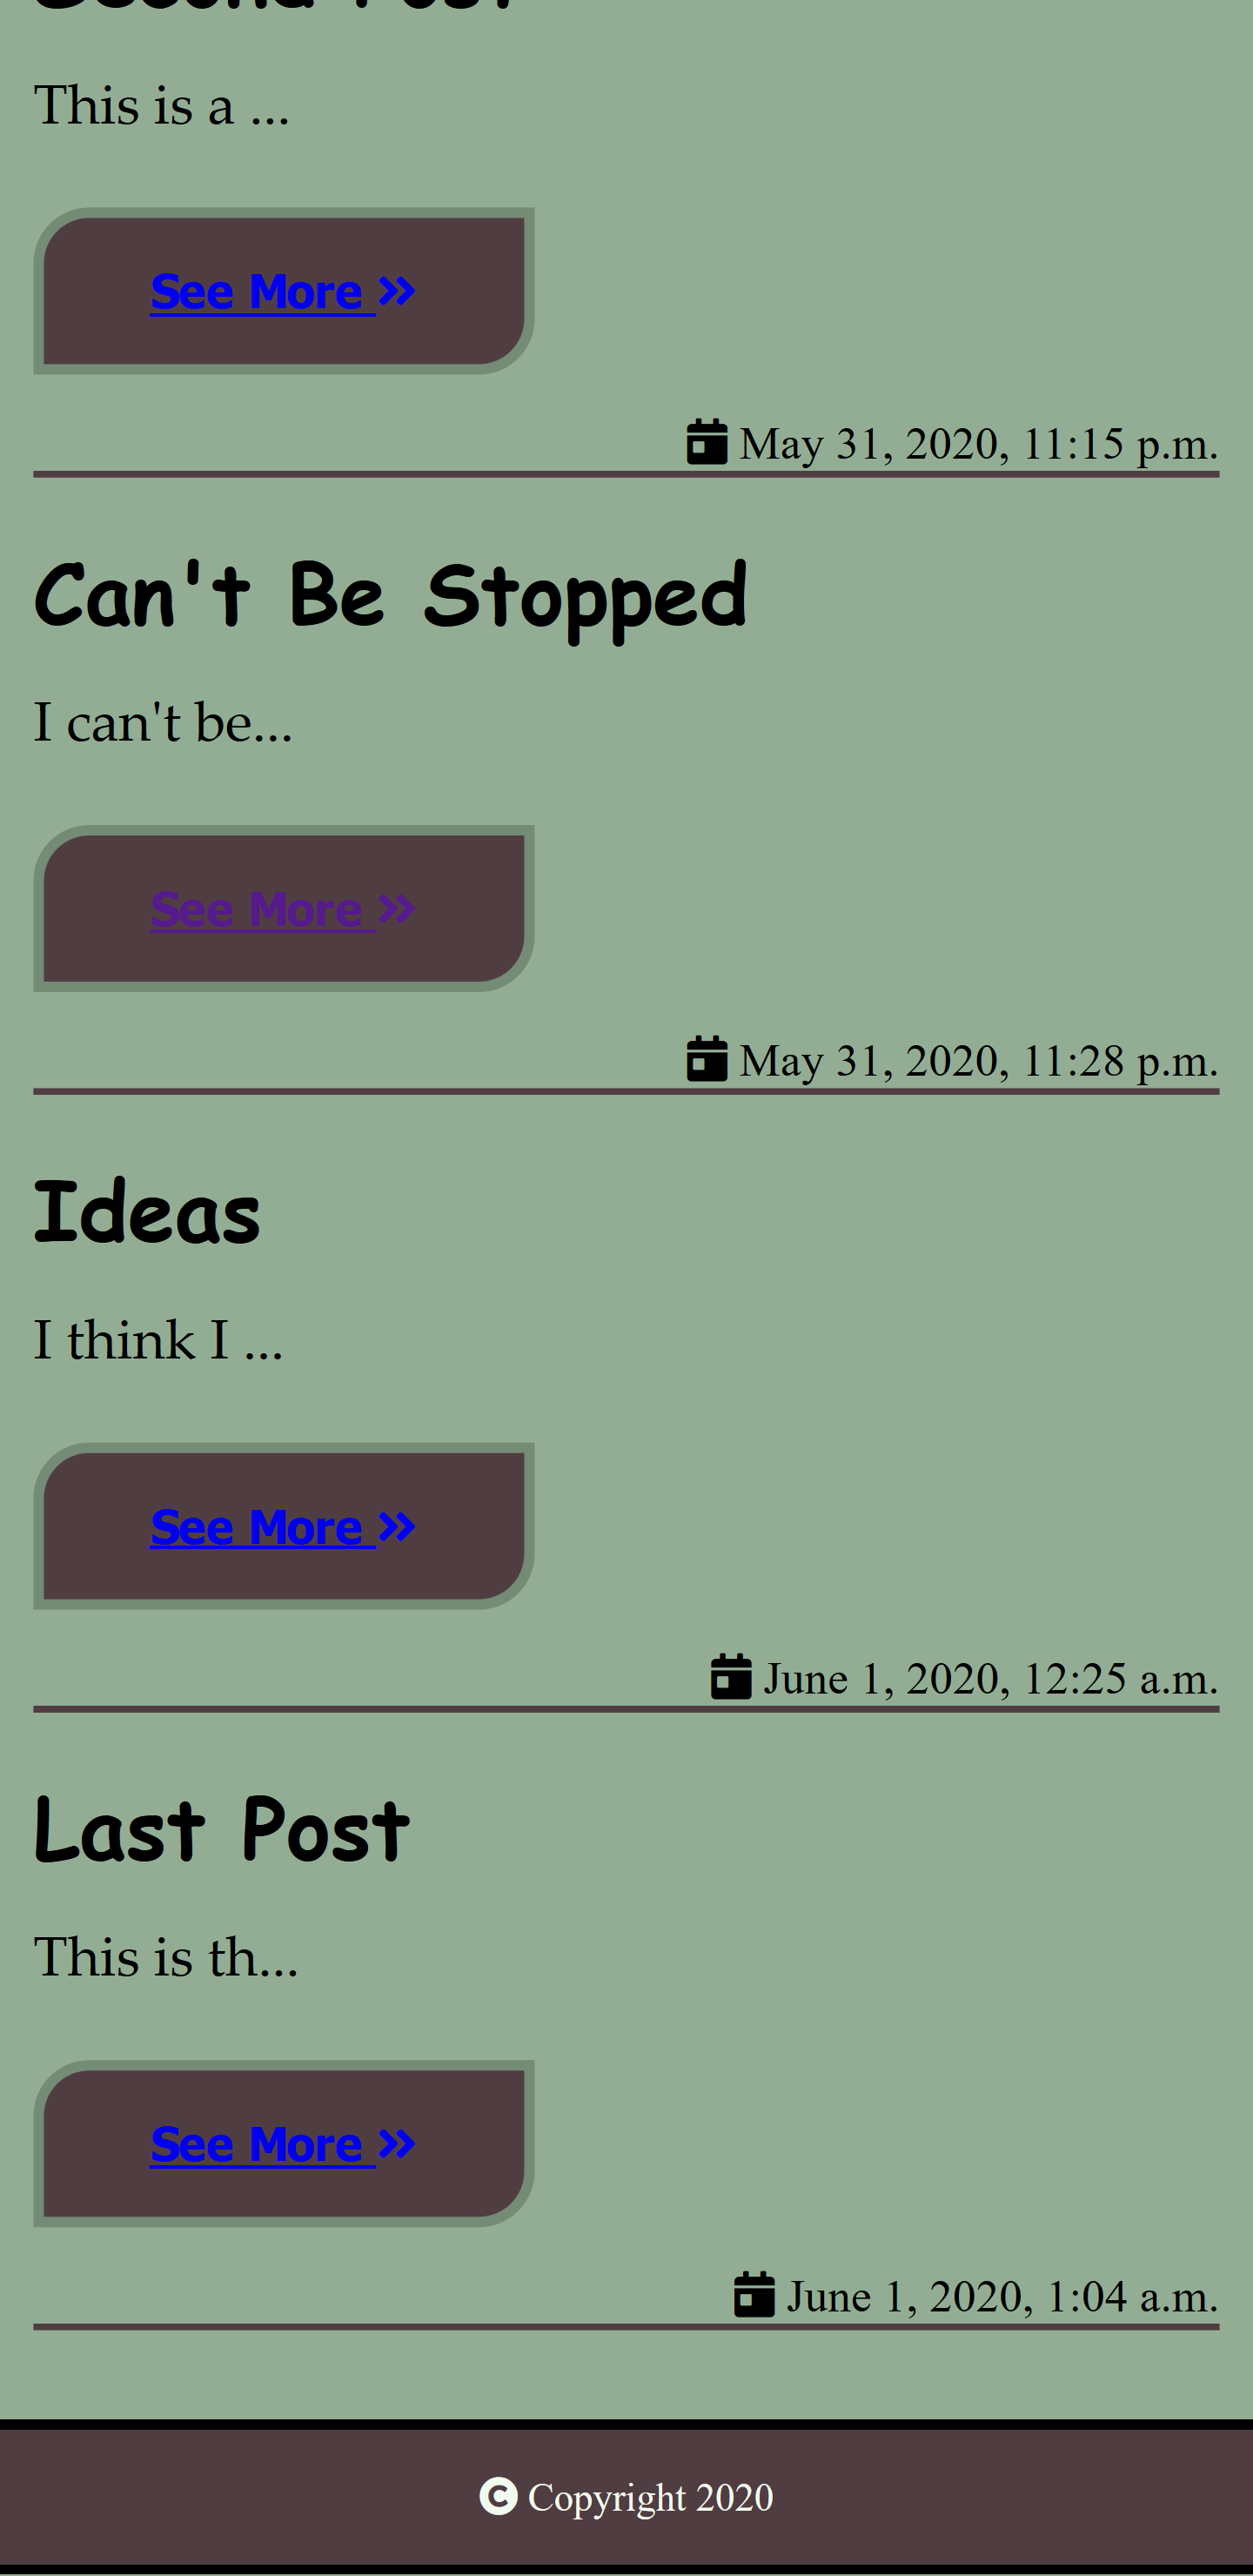 Second Post
This is a ...
See More
May 31, 2020, 11:15 p.m.
Can't Be Stopped
I can't be...
See More
May 31, 2020, 11:28 p.m.
Ideas
I think I ...
See More
June 1, 2020, 12:25 a.m.
Last Post
This is th...
See More
June 1, 2020, 1:04 a.m.
Copyright 2020